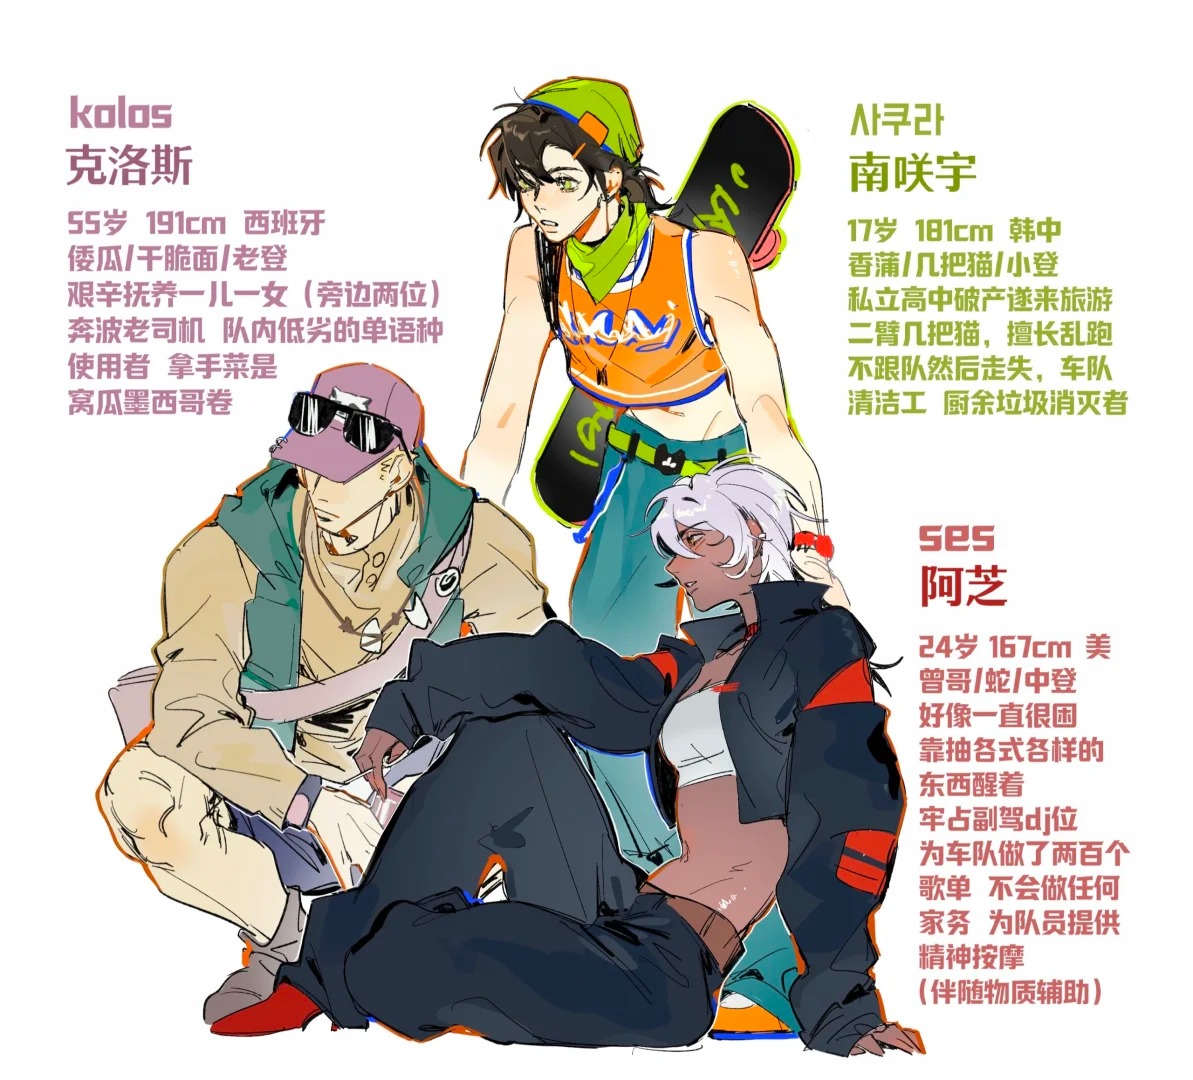 kolos
克洛斯
55岁 191cm 西班牙
倭瓜/干脆面/老登
艰辛抚养一儿一女（旁边两位）
奔波老司机 队内低劣的单语种
使用者 拿手菜是
窝瓜墨西哥卷
사쿠라
南咲宇
17岁 181cm 韩中
香蒲/几把猫/小登
私立高中破产遂来旅游
二臂几把猫，擅长乱跑
不跟队然后走失，车队
清洁工 厨余垃圾消灭者
ses
阿芝
24岁 167cm 美
曾哥/蛇/中登
好像一直很困
靠抽各式各样的
东西醒着
牢占副驾dj位
为车队做了两百个
歌单 不会做任何
家务 为队员提供
精神按摩
(伴随物质辅助)